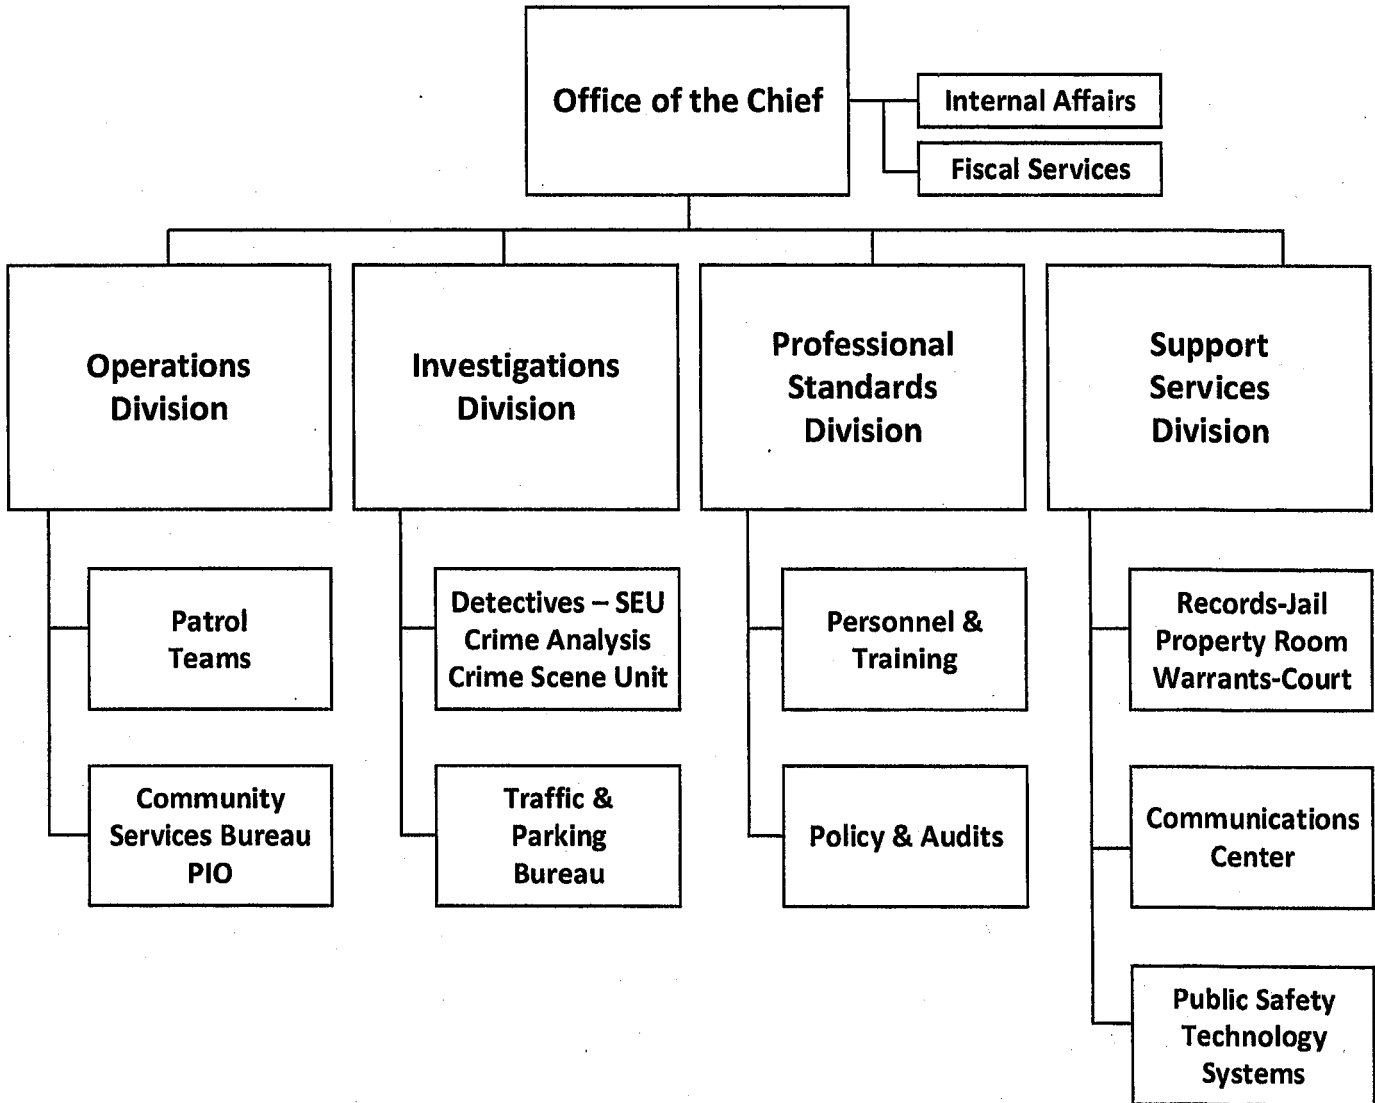 Office of the Chief
Internal Affairs
Fiscal Services
Operations
Division
Investigations
Division
Professional
Standards
Division
Support
Services
Division
Patrol
Teams
Community
Services Bureau
PIO
Detectives – SEU
Crime Analysis
Crime Scene Unit
Traffic &
Parking
Bureau
Personnel &
Training
Policy & Audits
Records-Jail
Property Room
Warrants-Court
Communications
Center
Public Safety
Technology
Systems